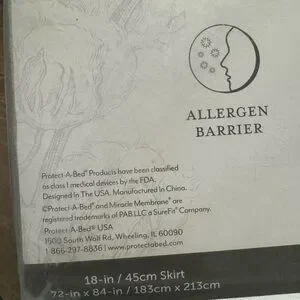 ALLERGEN
BARRIER
Protect·A·Bed® Products have been classified
as class I medical devices by the FDA.
Designed in The USA. Manufactured In China.
©Protect·A·Bed® and Miracle Membrane® are
registered trademarks of PAB LLC a SureFit® Company.
Protect·A·Bed® USA
1500 South Wolf Rd., Wheeling, IL 60090
1 866-297-8836 | www.protectabed.com
18-in / 45cm Skirt
72-in x 84-in / 183cm x 213cm